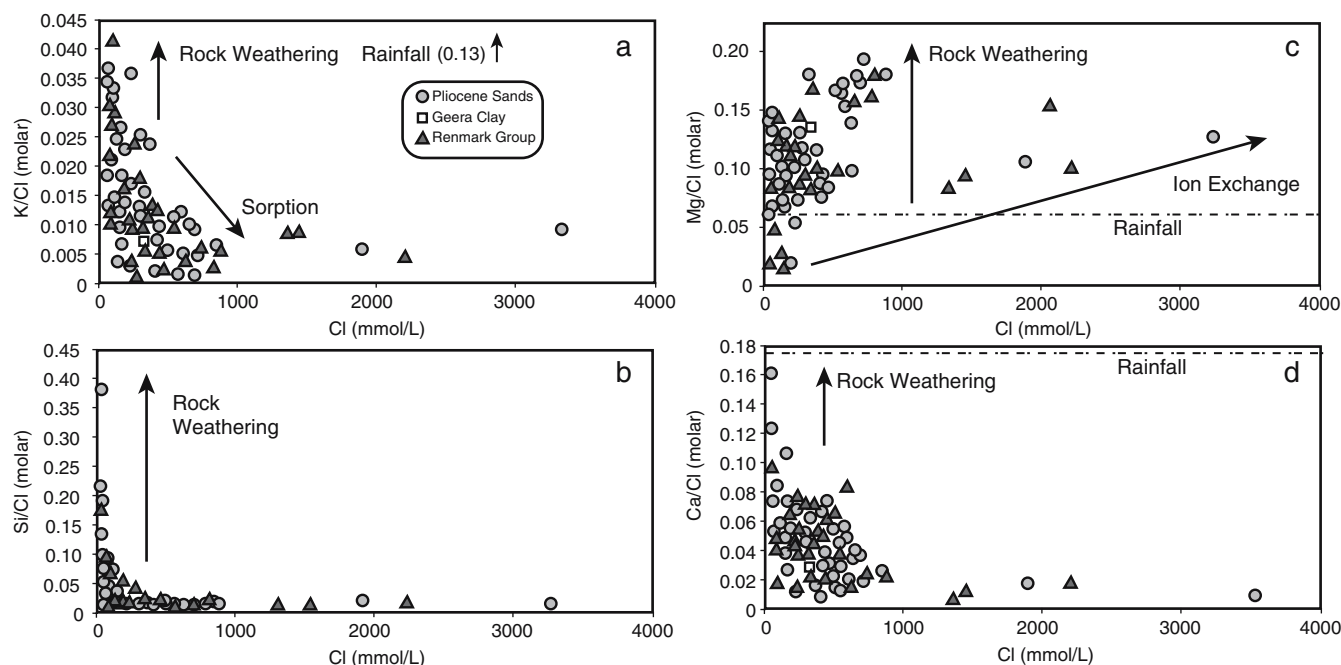 0.045
0.040
0.035
0.030
0.025
0.020
0.015
0.010
0.005
0
K/Cl (molar)
Rock Weathering
Rainfall (0.13)
a
Pliocene Sands
Geera Clay
Renmark Group
Sorption
0
1000
2000
3000
4000
Cl (mmol/L)
0.20
0.15
0.10
0.05
0
Mg/Cl (molar)
Rock Weathering
c
Ion Exchange
Rainfall
0
1000
2000
3000
4000
Cl (mmol/L)
0.45
0.40
0.35
0.30
0.25
0.20
0.15
0.10
0.05
0
Si/Cl (molar)
b
Rock
Weathering
0
1000
2000
3000
4000
Cl (mmol/L)
0.18
0.16
0.14
0.12
0.10
0.08
0.06
0.04
0.02
0
Ca/Cl (molar)
Rainfall
d
Rock Weathering
0
1000
2000
3000
4000
Cl (mmol/L)